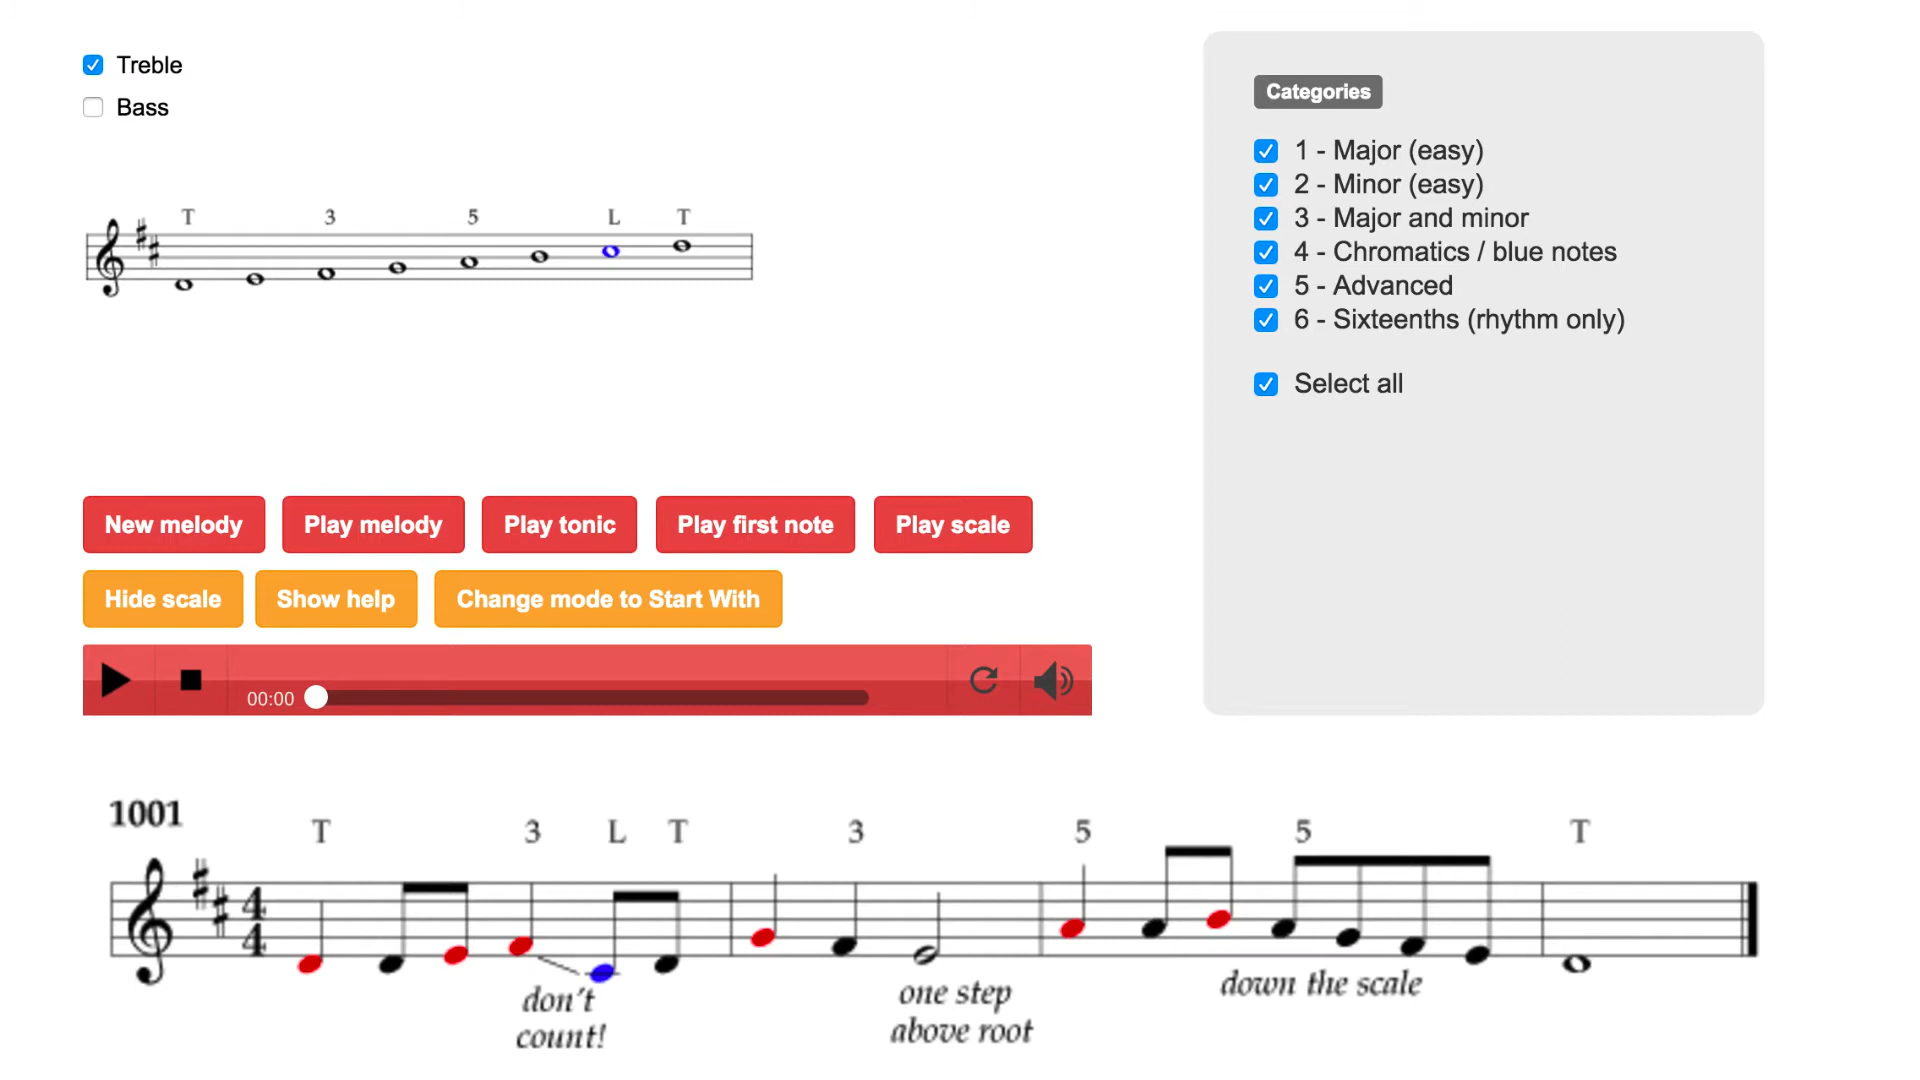 Treble
Bass
T 3 5 L T
Categories
1 - Major (easy)
2 - Minor (easy)
3 - Major and minor
4 - Chromatics / blue notes
5 - Advanced
6 - Sixteenths (rhythm only)
Select all
New melody Play melody Play tonic Play first note Play scale
Hide scale Show help Change mode to Start With
00:00
1001
T 3 L T 3 5 5 T
4
4
don't
count!
one step
above root
down the scale